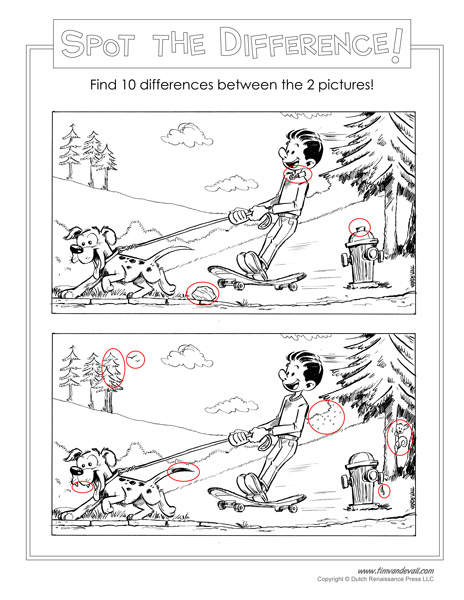 SPOT THE DIFFERENCE!
Find 10 differences between the 2 pictures!
www.timvandevall.com
Copyright © Dutch Renaissance Press LLC